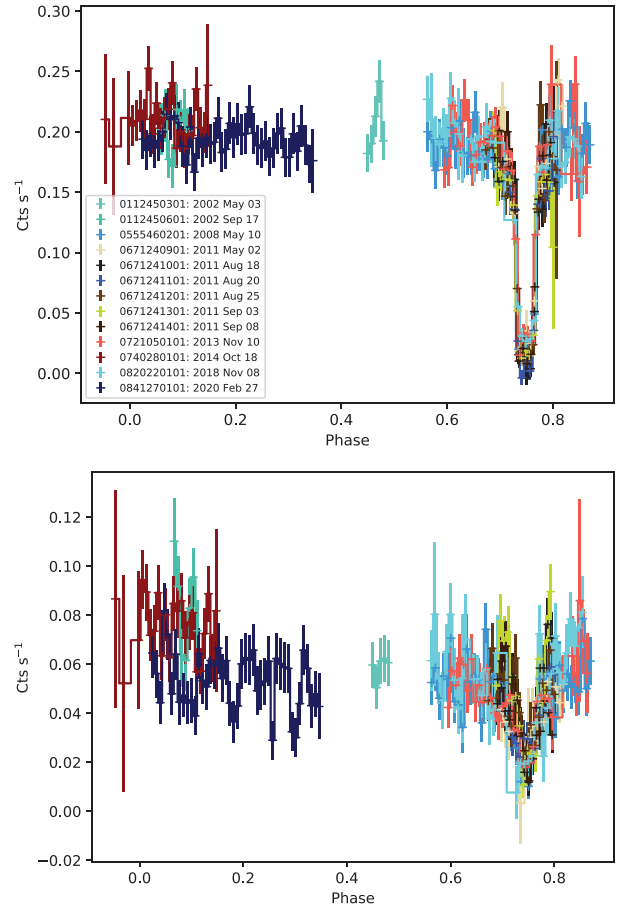 0.30
0.25
0.20
0.15
0.10
0.05
0.00
Cts s⁻¹
0112450301: 2002 May 03
0112450601: 2002 Sep 17
0555460201: 2008 May 10
0671240901: 2011 May 02
0671241001: 2011 Aug 18
0671241101: 2011 Aug 20
0671241201: 2011 Aug 25
0671241301: 2011 Sep 03
0671241401: 2011 Sep 08
0721050101: 2013 Nov 10
0740280101: 2014 Oct 18
0820220101: 2018 Nov 08
0841270101: 2020 Feb 27
0.0 0.2 0.4 0.6 0.8
Phase
0.12
0.10
0.08
0.06
0.04
0.02
0.00
−0.02
Cts s⁻¹
0.0 0.2 0.4 0.6 0.8
Phase